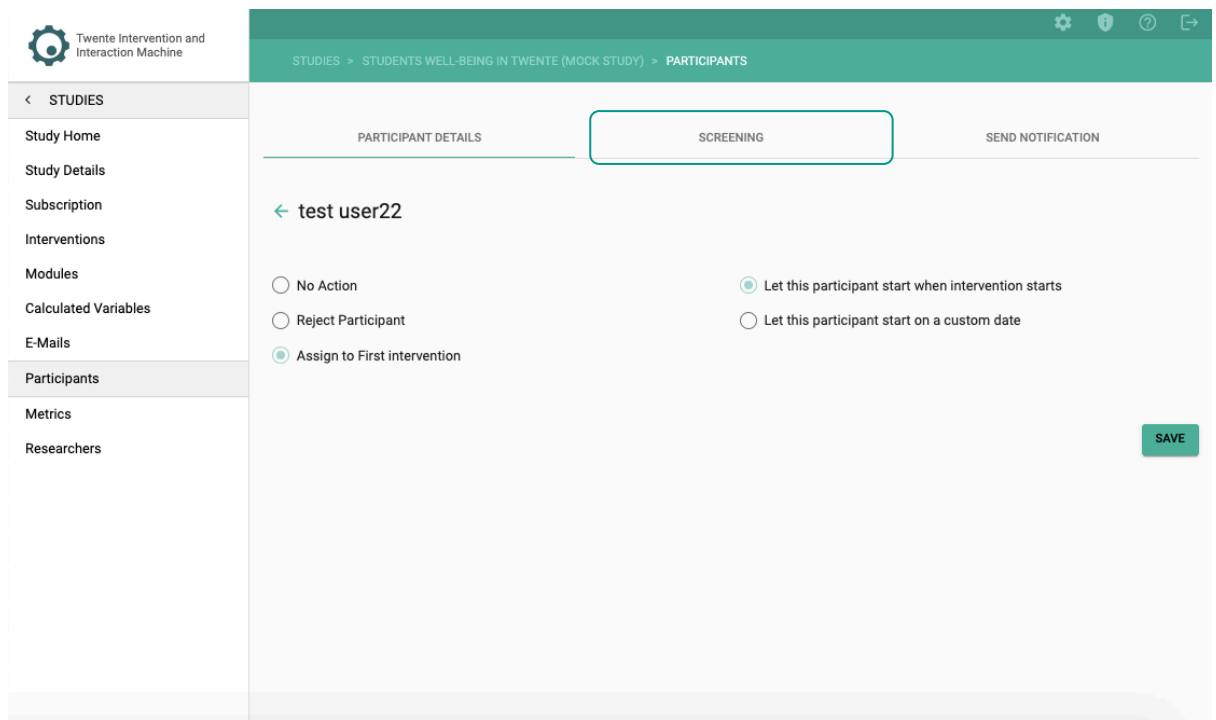 Twente Intervention and
Interaction Machine
STUDIES > STUDENTS WELL-BEING IN TWENTE (MOCK STUDY) > PARTICIPANTS
< STUDIES
Study Home
Study Details
Subscription
Interventions
Modules
Calculated Variables
E-Mails
Participants
Metrics
Researchers
PARTICIPANT DETAILS SCREENING SEND NOTIFICATION
← test user22
No Action
Reject Participant
Assign to First intervention
Let this participant start when intervention starts
Let this participant start on a custom date
SAVE